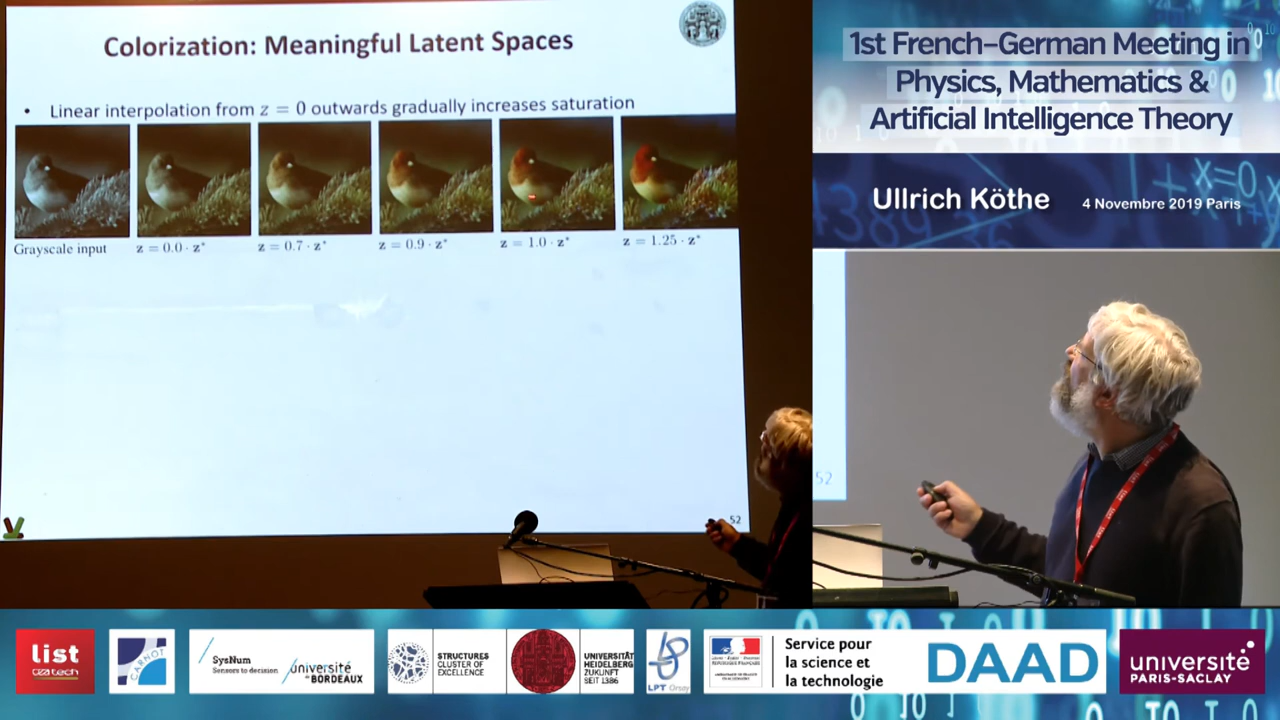 Colorization: Meaningful Latent Spaces
• Linear interpolation from z = 0 outwards gradually increases saturation
Grayscale input
z = 0.0 · z*
z = 0.7 · z*
z = 0.9 · z*
z = 1.0 · z*
z = 1.25 · z*
52
1st French–German Meeting in
Physics, Mathematics &
Artificial Intelligence Theory
Ullrich Köthe
4 Novembre 2019 Paris
52
list
ceatech
CARNOT
SysNum
Sensors to decision
université
de BORDEAUX
STRUCTURES
CLUSTER OF
EXCELLENCE
UNIVERSITÄT
HEIDELBERG
ZUKUNFT
SEIT 1386
LPT Orsay
Service pour
la science et
la technologie
DAAD
université
PARIS-SACLAY